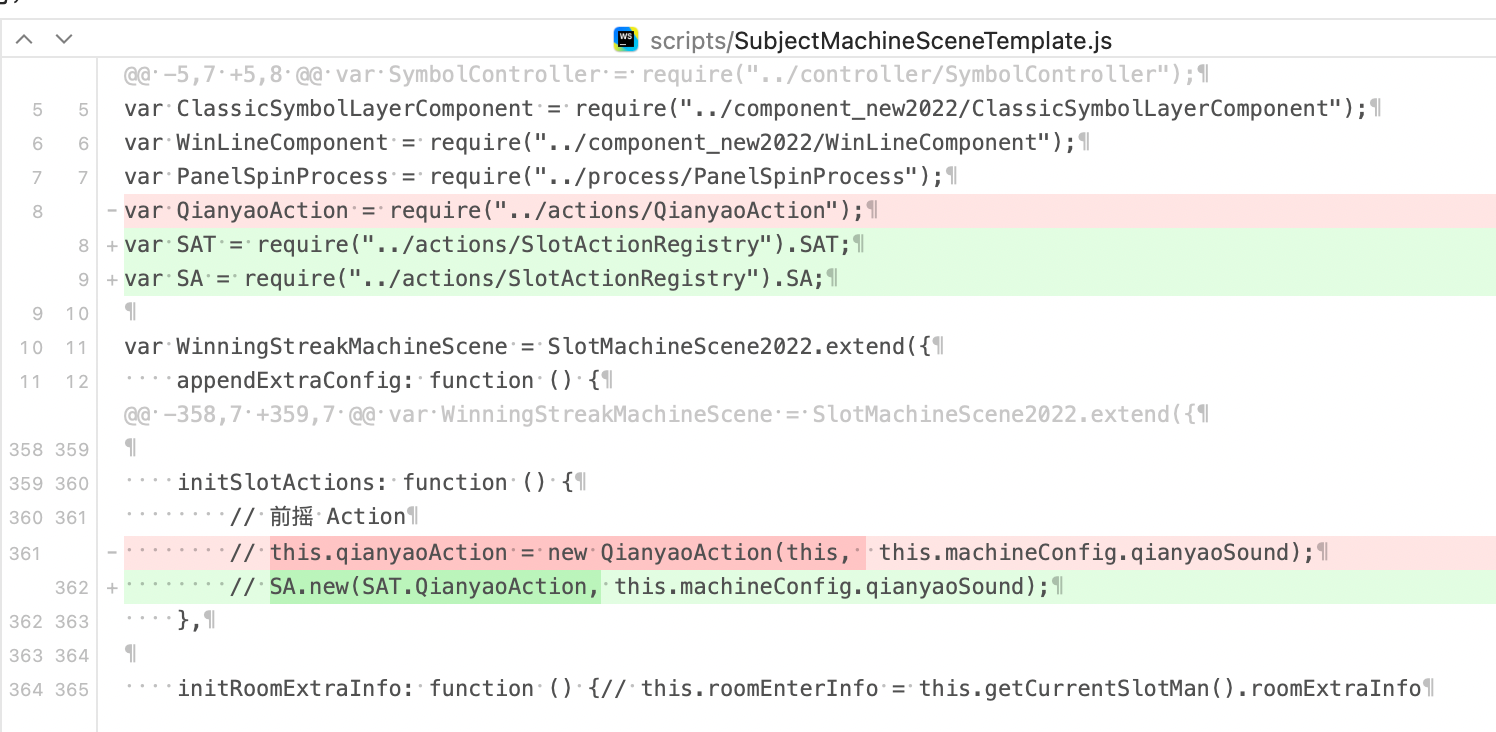 scripts/SubjectMachineSceneTemplate.js
@@ -5,7 +5,8 @@ var SymbolController = require("../controller/SymbolController");¶
5 5 var ClassicSymbolLayerComponent = require("../component_new2022/ClassicSymbolLayerComponent");¶
6 6 var WinLineComponent = require("../component_new2022/WinLineComponent");¶
7 7 var PanelSpinProcess = require("../process/PanelSpinProcess");¶
8 -var QianyaoAction = require("../actions/QianyaoAction");¶
8 +var SAT = require("../actions/SlotActionRegistry").SAT;¶
9 +var SA = require("../actions/SlotActionRegistry").SA;¶
9 10 ¶
10 11 var WinningStreakMachineScene = SlotMachineScene2022.extend({¶
11 12     appendExtraConfig: function () {¶
@@ -358,7 +359,7 @@ var WinningStreakMachineScene = SlotMachineScene2022.extend({¶
358 359 ¶
359 360     initSlotActions: function () {¶
360 361         // 前摇 Action¶
361 -        // this.qianyaoAction = new QianyaoAction(this,  this.machineConfig.qianyaoSound);¶
362 +        // SA.new(SAT.QianyaoAction, this.machineConfig.qianyaoSound);¶
362 363     },¶
363 364 ¶
364 365     initRoomExtraInfo: function () {// this.roomEnterInfo = this.getCurrentSlotMan().roomExtraInfo¶